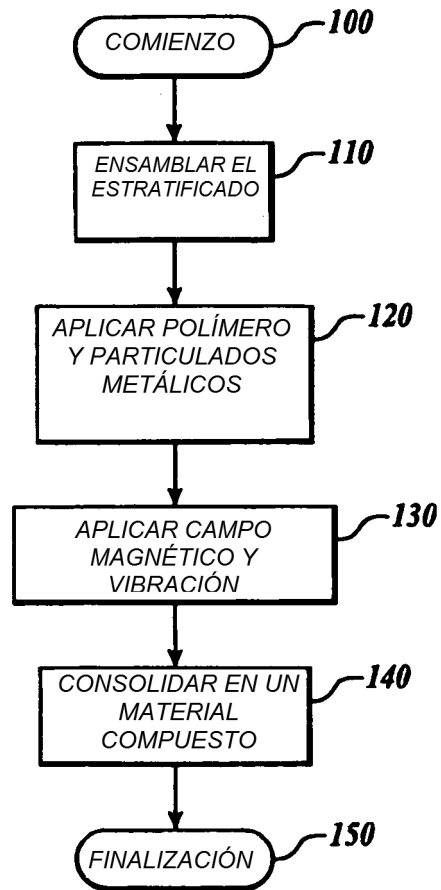 COMIENZO
100
ENSAMBLAR EL
ESTRATIFICADO
110
APLICAR POLÍMERO
Y PARTICULADOS
METÁLICOS
120
APLICAR CAMPO
MAGNÉTICO Y
VIBRACIÓN
130
CONSOLIDAR EN UN
MATERIAL
COMPUESTO
140
FINALIZACIÓN
150